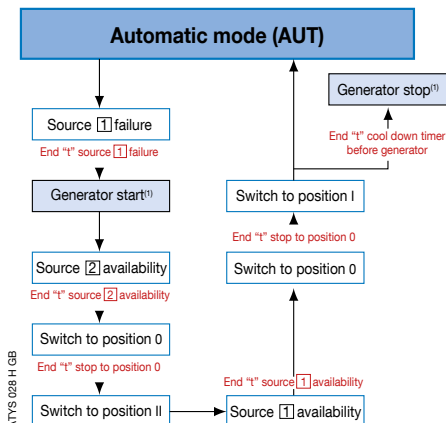 Automatic mode (AUT)
Source 1 failure
End “t” source 1 failure
Generator start(1)
Source 2 availability
End “t” source 2 availability
Switch to position 0
End “t” stop to position 0
Switch to position II
Source 1 availability
End “t” source 1 availability
Switch to position 0
End “t” stop to position 0
Switch to position I
End “t” cool down timer
before generator
Generator stop(1)
ATYS 028 H GB